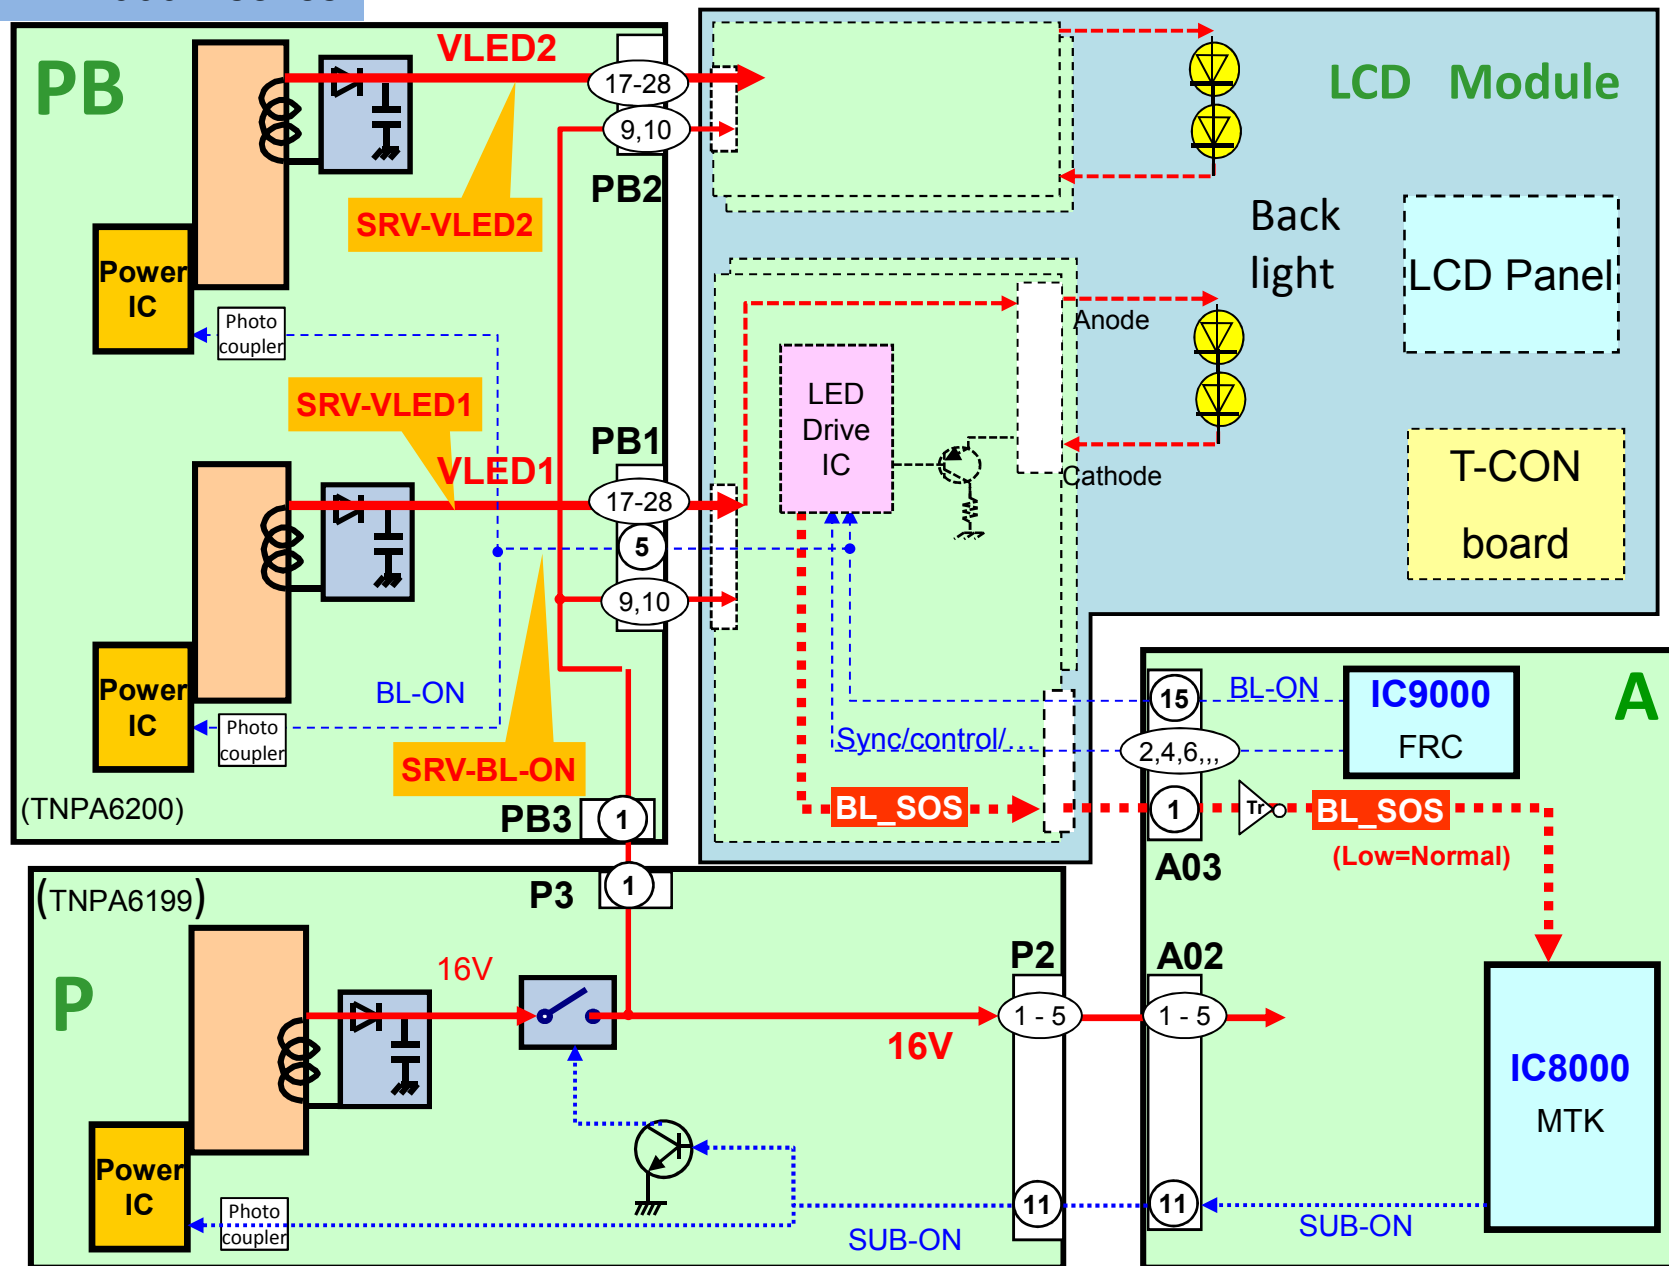 PB
VLED2
17-28
9,10
PB2
SRV-VLED2
Power
IC
Photo
coupler
SRV-VLED1
VLED1
PB1
17-28
5
9,10
Power
IC
Photo
coupler
BL-ON
SRV-BL-ON
(TNPA6200)
PB3
1
LCD Module
Back
light
LCD Panel
T-CON
board
Anode
Cathode
LED
Drive
IC
Sync/control/...
BL_SOS
A
15
BL-ON
IC9000
FRC
2,4,6,,,
1
Tr
BL_SOS
(Low=Normal)
A03
A02
1 - 5
IC8000
MTK
11
SUB-ON
(TNPA6199)
P3
1
P
16V
16V
P2
1 - 5
Power
IC
Photo
coupler
11
SUB-ON